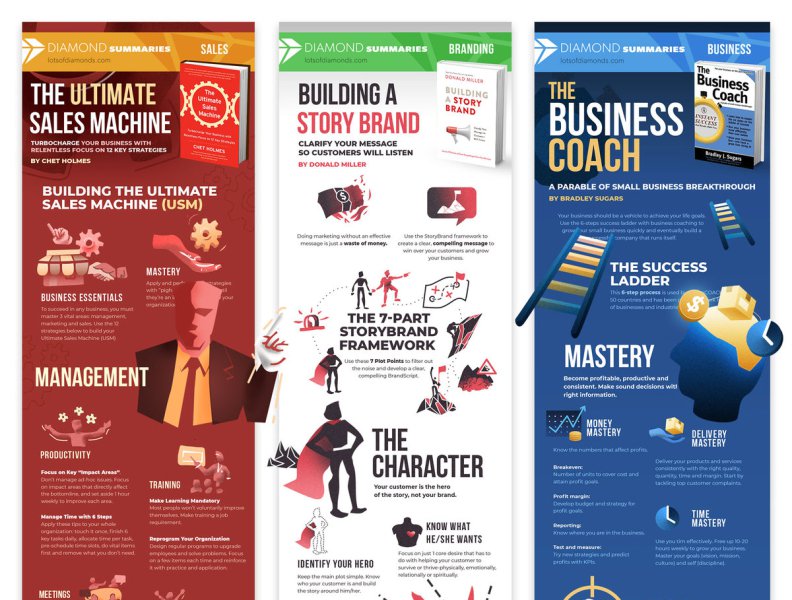 DIAMOND SUMMARIES
lotsofdiamonds.com
SALES
THE ULTIMATE
SALES MACHINE
TURBOCHARGE YOUR BUSINESS WITH
RELENTLESS FOCUS ON 12 KEY STRATEGIES
BY CHET HOLMES
The
Ultimate
Sales
Machine
CHET HOLMES
BUILDING THE ULTIMATE
SALES MACHINE (USM)
BUSINESS ESSENTIALS
To succeed in any business, you must
master 3 vital areas: management,
marketing and sales. Use the 12
strategies below to build your
Ultimate Sales Machine (USM)
MASTERY
Apply and
strategies
with "pigh
they're an
your
organization
MANAGEMENT
PRODUCTIVITY
Focus on Key "Impact Areas".
Don't manage ad-hoc issues. Focus on
impact areas that directly affect
the bottomline, and set aside 1 hour
weekly to improve each area.
Manage Time with 6 Steps
Apply these tips to your whole
organization: touch it once, finish 6
key tasks daily, allocate time per task,
pre-schedule time slots, do vital items
first and remove what you don't need.
TRAINING
Make Learning Mandatory
Most people won't voluntarily improve
themselves. Make training a job
requirement.
Reprogram Your Organization
Design regular programs to upgrade
employees and solve problems. Focus
on a few items each time and reinforce
it with practice and application.
MEETINGS
DIAMOND SUMMARIES
lotsofdiamonds.com
BRANDING
BUILDING A
STORY BRAND
CLARIFY YOUR MESSAGE
SO CUSTOMERS WILL LISTEN
BY DONALD MILLER
DONALD MILLER
BUILDING
A STORY
BRAND
Doing marketing without an effective
message is just a waste of money.
Use the StoryBrand framework to
create a clear, compelling message to
win over your customers and grow
your business.
THE 7-PART
STORYBRAND
FRAMEWORK
Use these 7 Plot Points to filter out
the noise and develop a clear,
compelling BrandScript.
THE
CHARACTER
Your customer is the hero
of the story, not your brand.
IDENTIFY YOUR HERO
Keep the main plot simple. Know
who your customer is and build
the story around him/her.
KNOW WHAT
HE/SHE WANTS
Focus on just 1 core desire that has to
do with helping your customer to
survive or thrive-physically, emotionally,
relationally or spiritually.
DIAMOND SUMMARIES
lotsofdiamonds.com
BUSINESS
THE
BUSINESS
COACH
A PARABLE OF SMALL BUSINESS BREAKTHROUGH
BY BRADLEY SUGARS
The
Business
Coach
INSTANT
SUCCESS
Bradley J. Sugars
Your business should be a vehicle to achieve your life goals.
Use the 6-steps success ladder with business coaching to
small business quickly and eventually build a
company that runs itself.
THE SUCCESS
LADDER
This 6-step process is used
50 countries and has been
of businesses and industries
MASTERY
Become profitable, productive and
consistent. Make sound decisions with
right information.
MONEY
MASTERY
Know the numbers that affect profits.
Breakeven:
Number of units to cover cost and
attain profit goals.
Profit margin:
Develop budget and strategy for
profit goals.
Reporting:
Know where you are in the business.
Test and measure:
Try new strategies and predict
profits with KPIs.
DELIVERY
MASTERY
Deliver your products and services
consistently with the right quality,
quantity, time and margin. Start by
tackling top customer complaints.
TIME
MASTERY
Use you tim effectively. Free up 10-20
hours weekly to grow your business.
Master your goals (vision, mission,
culture) and self (discipline).